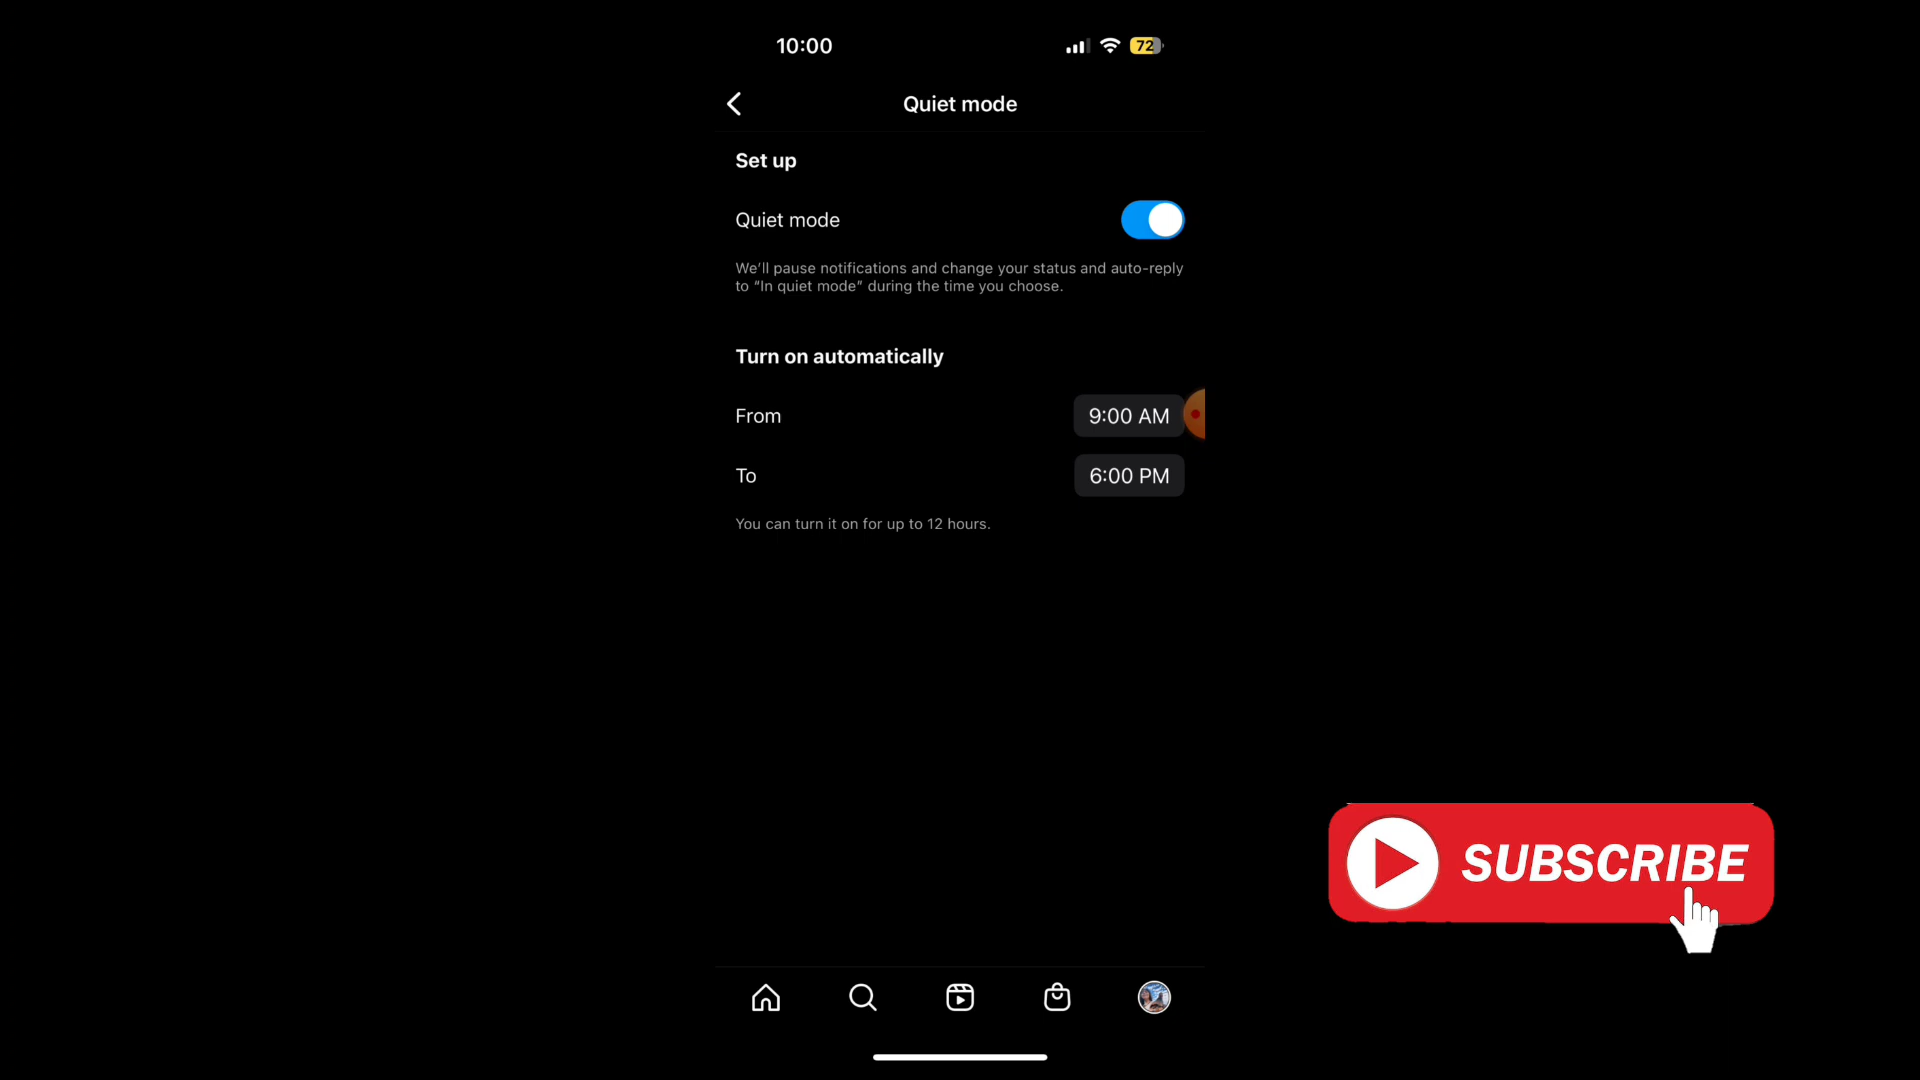 10:00
72
Quiet mode
Set up
Quiet mode
We'll pause notifications and change your status and auto-reply
to “In quiet mode” during the time you choose.
Turn on automatically
From
9:00 AM
To
6:00 PM
You can turn it on for up to 12 hours.
SUBSCRIBE